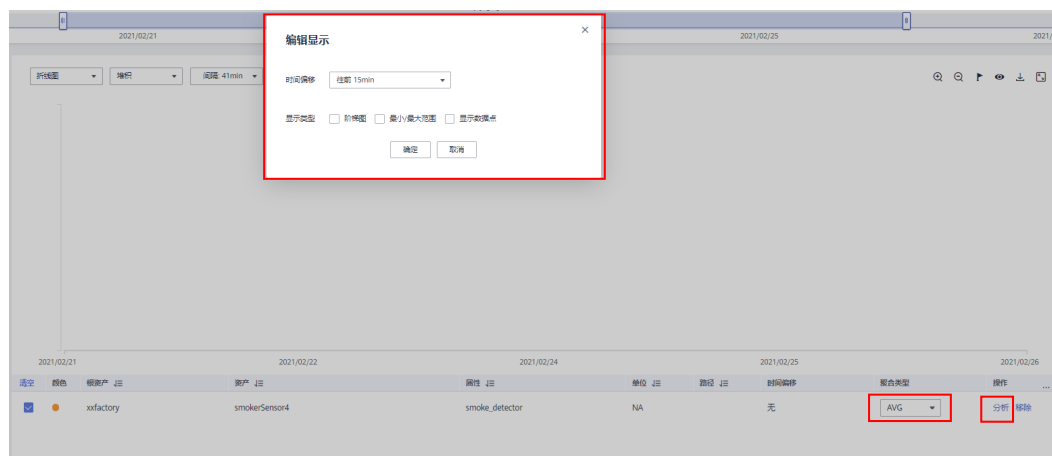 2021/02/21
2021/02/25
2021/
编辑显示
×
时间偏移 往前 15min
显示类型 阶梯图 最小/最大范围 显示数据点
确定 取消
折线图 堆积 间隔: 41min
2021/02/21 2021/02/22 2021/02/24 2021/02/25 2021/02/26
清空 颜色 根资产 资产 属性 单位 路径 时间偏移 聚合类型 操作 ...
xxfactory smokerSensor4 smoke_detector NA 无 AVG 分析 移除